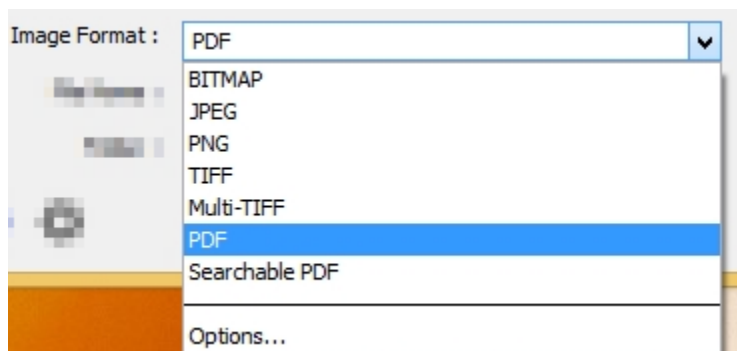 Image Format : PDF
BITMAP
JPEG
PNG
TIFF
Multi-TIFF
PDF
Searchable PDF
Options...